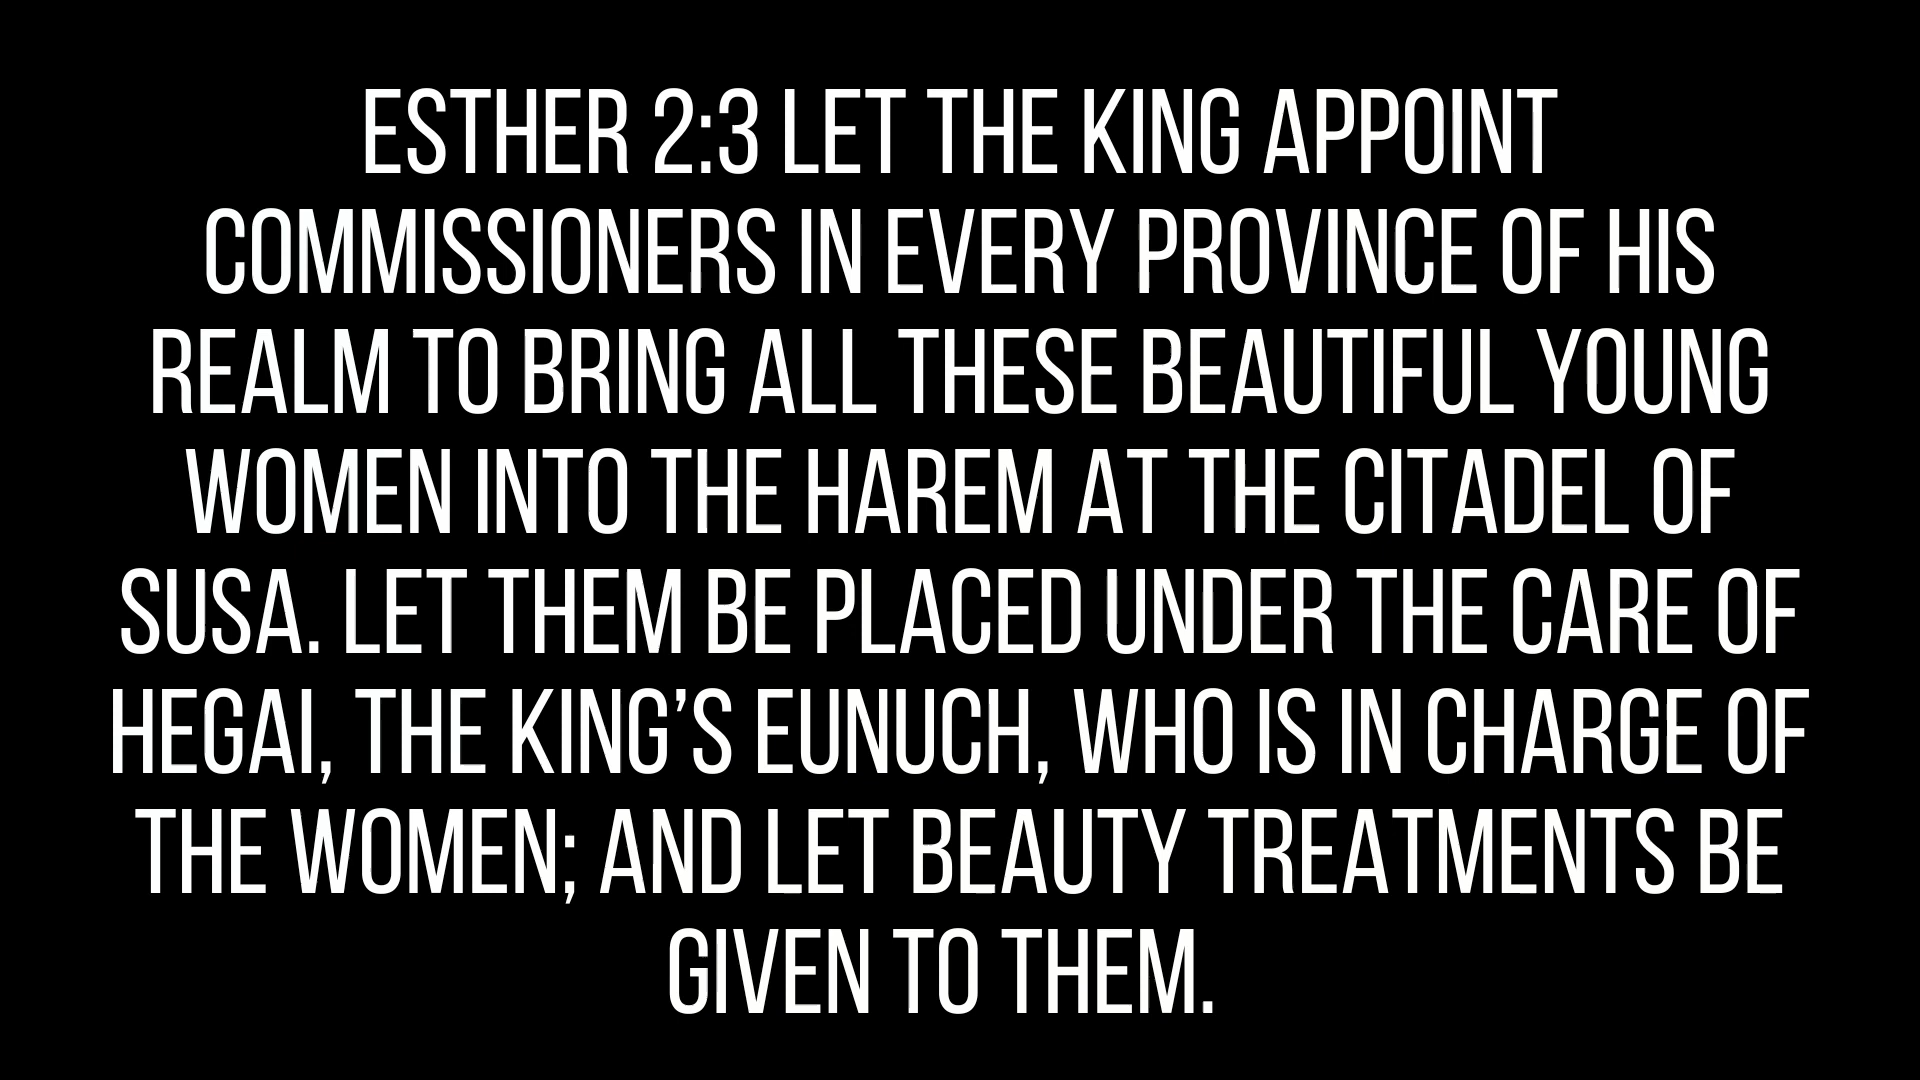 ESTHER 2:3 LET THE KING APPOINT
COMMISSIONERS IN EVERY PROVINCE OF HIS
REALM TO BRING ALL THESE BEAUTIFUL YOUNG
WOMEN INTO THE HAREM AT THE CITADEL OF
SUSA. LET THEM BE PLACED UNDER THE CARE OF
HEGAI, THE KING’S EUNUCH, WHO IS IN CHARGE OF
THE WOMEN; AND LET BEAUTY TREATMENTS BE
GIVEN TO THEM.